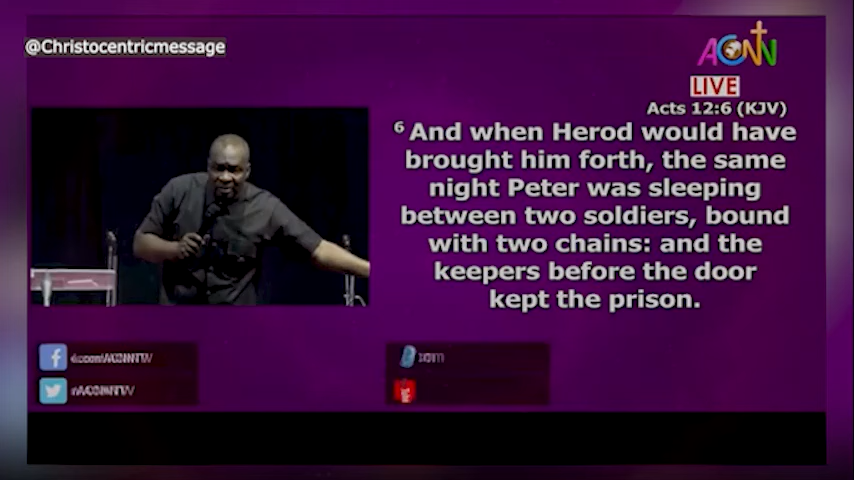 @Christocentricmessage
ACNN
LIVE
Acts 12:6 (KJV)
6 And when Herod would have
brought him forth, the same
night Peter was sleeping
between two soldiers, bound
with two chains: and the
keepers before the door
kept the prison.